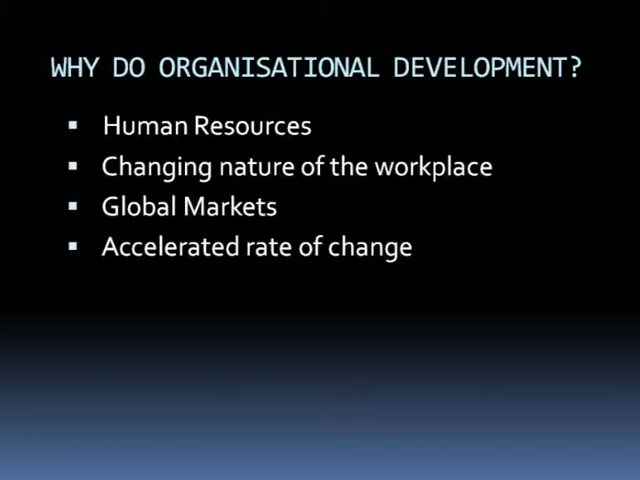 WHY DO ORGANISATIONAL DEVELOPMENT?
▪ Human Resources
▪ Changing nature of the workplace
▪ Global Markets
▪ Accelerated rate of change